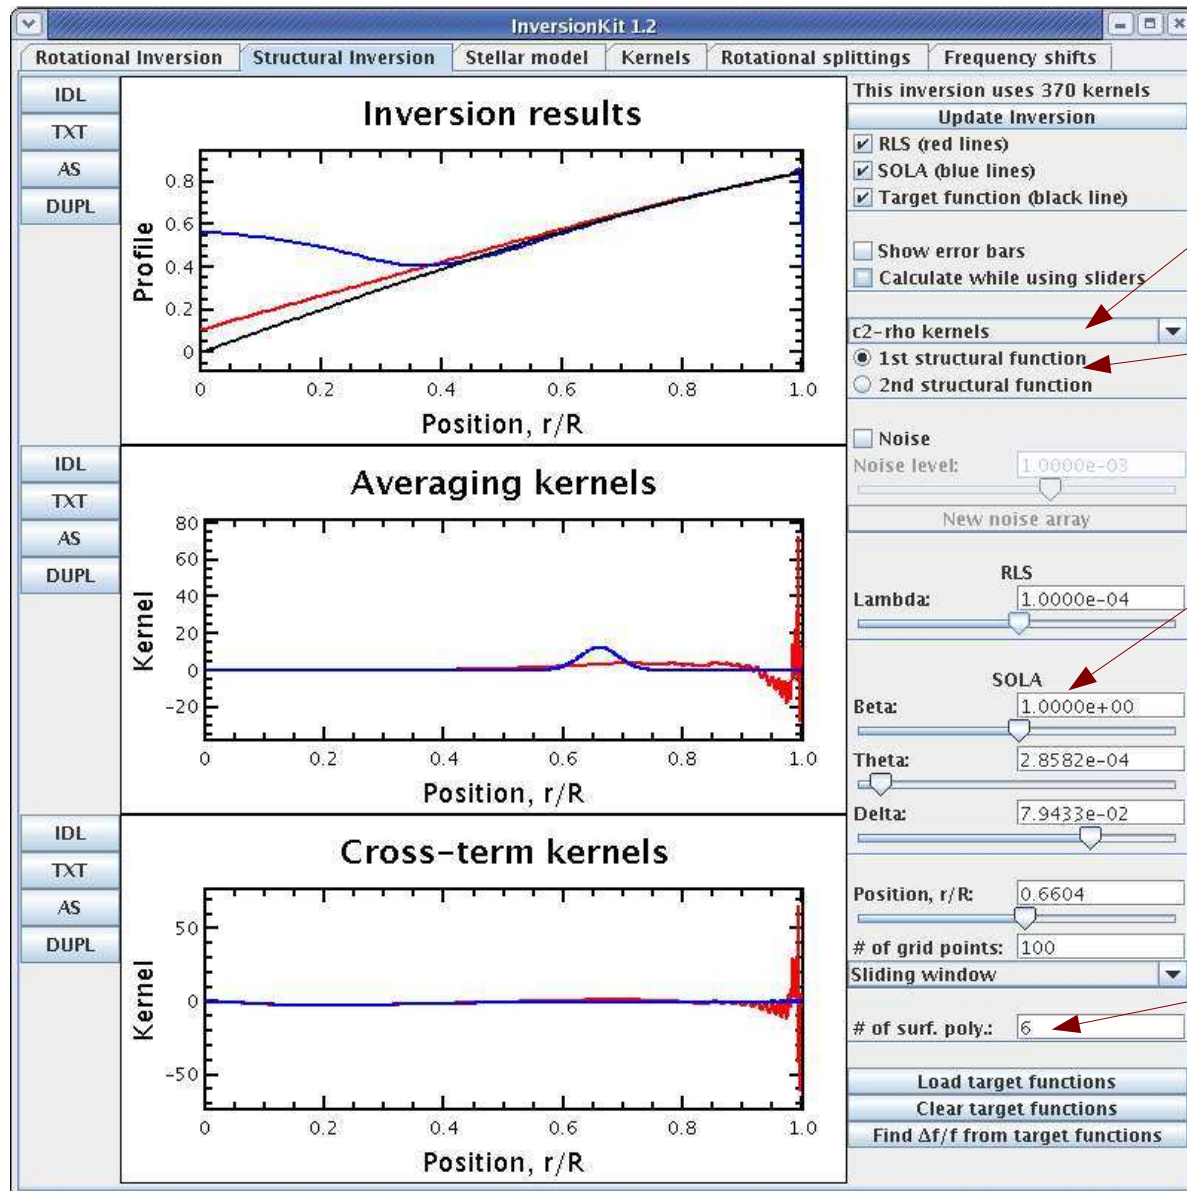 InversionKit 1.2
Rotational Inversion
Structural Inversion
Stellar model
Kernels
Rotational splittings
Frequency shifts
IDL
TXT
AS
DUPL
Inversion results
Profile
0.8
0.6
0.4
0.2
0
0
0.2
0.4
0.6
0.8
1.0
Position, r/R
IDL
TXT
AS
DUPL
Averaging kernels
Kernel
80
60
40
20
0
-20
0
0.2
0.4
0.6
0.8
1.0
Position, r/R
IDL
TXT
AS
DUPL
Cross-term kernels
Kernel
50
0
-50
0
0.2
0.4
0.6
0.8
1.0
Position, r/R
This inversion uses 370 kernels
Update Inversion
RLS (red lines)
SOLA (blue lines)
Target function (black line)
Show error bars
Calculate while using sliders
c2-rho kernels
1st structural function
2nd structural function
Noise
Noise level: 1.0000e-03
New noise array
RLS
Lambda: 1.0000e-04
SOLA
Beta: 1.0000e+00
Theta: 2.8582e-04
Delta: 7.9433e-02
Position, r/R: 0.6604
# of grid points: 100
Sliding window
# of surf. poly.: 6
Load target functions
Clear target functions
Find Δf/f from target functions